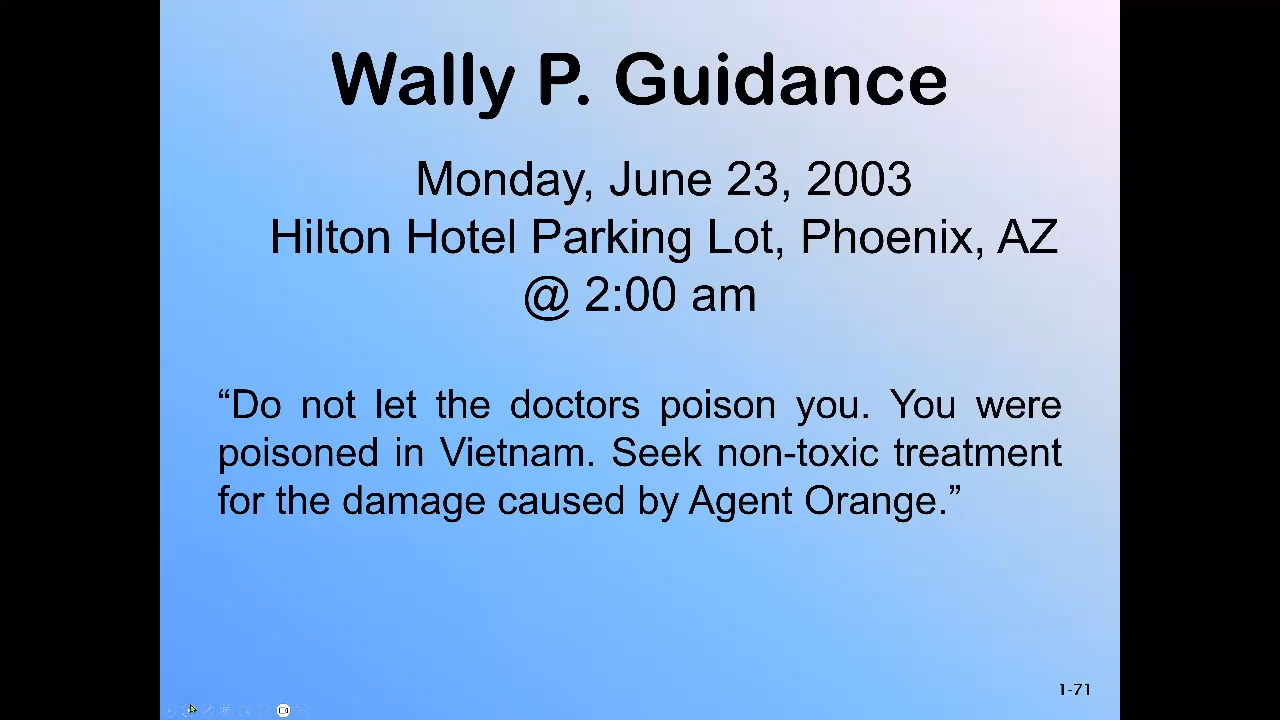 Wally P. Guidance
Monday, June 23, 2003
Hilton Hotel Parking Lot, Phoenix, AZ
@ 2:00 am
“Do not let the doctors poison you. You were
poisoned in Vietnam. Seek non-toxic treatment
for the damage caused by Agent Orange.”
1-71